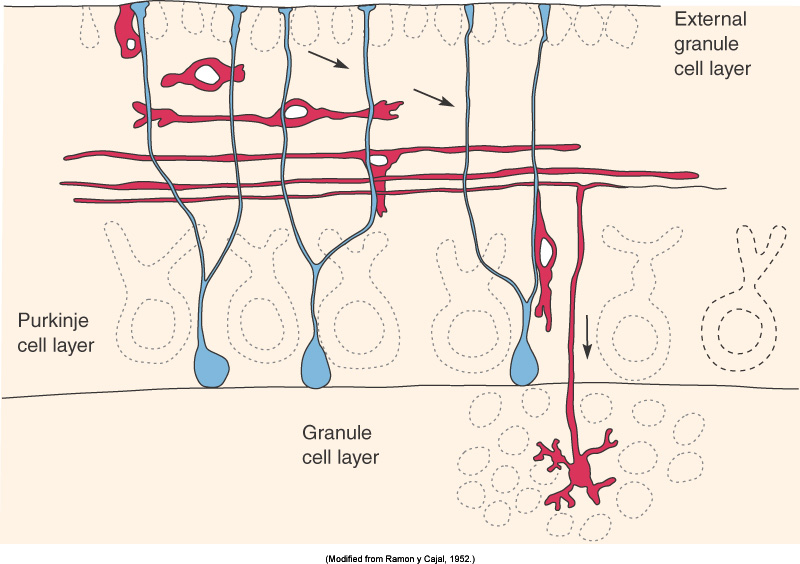 External
granule
cell layer
Purkinje
cell layer
Granule
cell layer
(Modified from Ramon y Cajal, 1952.)